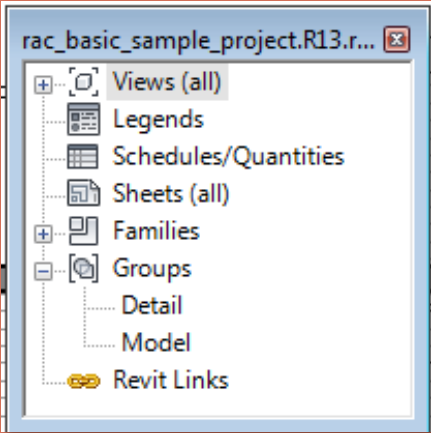 rac_basic_sample_project.R13.r...
Views (all)
Legends
Schedules/Quantities
Sheets (all)
Families
Groups
Detail
Model
Revit Links